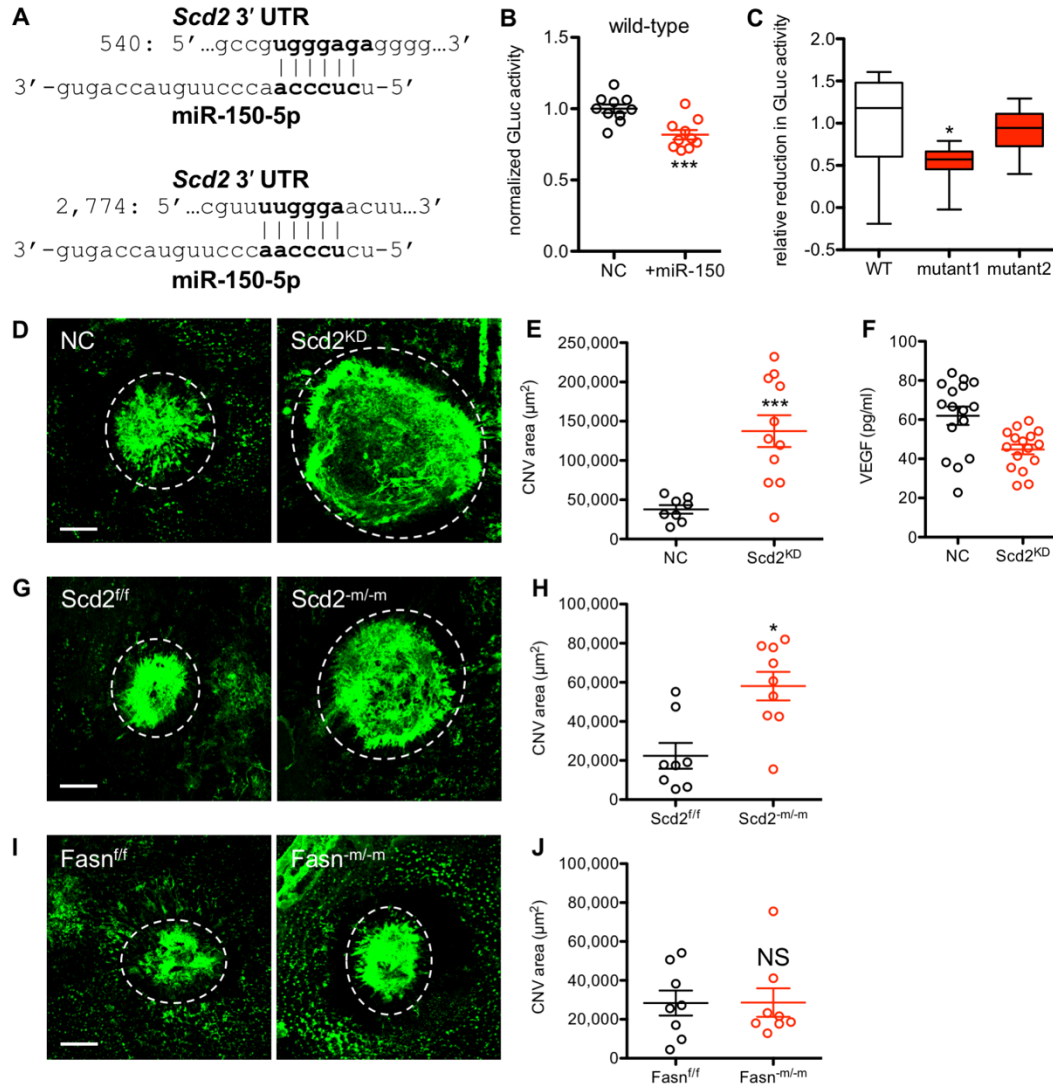 A
Scd2 3′ UTR
540: 5′…gccgugggagagggg…3′
3′-gugaccauguucccaacccucu-5′
miR-150-5p
Scd2 3′ UTR
2,774: 5′…cguuuugggaacuu…3′
3′-gugaccauguucccaacccucu-5′
miR-150-5p
B
wild-type
normalized GLuc activity
1.5
1.0
0.5
0.0
***
NC
+miR-150
C
relative reduction in GLuc activity
2.0
1.5
1.0
0.5
0.0
-0.5
*
WT
mutant1
mutant2
D
NC
Scd2KD
E
CNV area (µm2)
250,000
200,000
150,000
100,000
50,000
0
***
NC
Scd2KD
F
VEGF (pg/ml)
100
80
60
40
20
0
NC
Scd2KD
G
Scd2f/f
Scd2-m/-m
H
CNV area (µm2)
100,000
80,000
60,000
40,000
20,000
0
*
Scd2f/f
Scd2-m/-m
I
Fasnf/f
Fasn-m/-m
J
CNV area (µm2)
100,000
80,000
60,000
40,000
20,000
0
NS
Fasnf/f
Fasn-m/-m